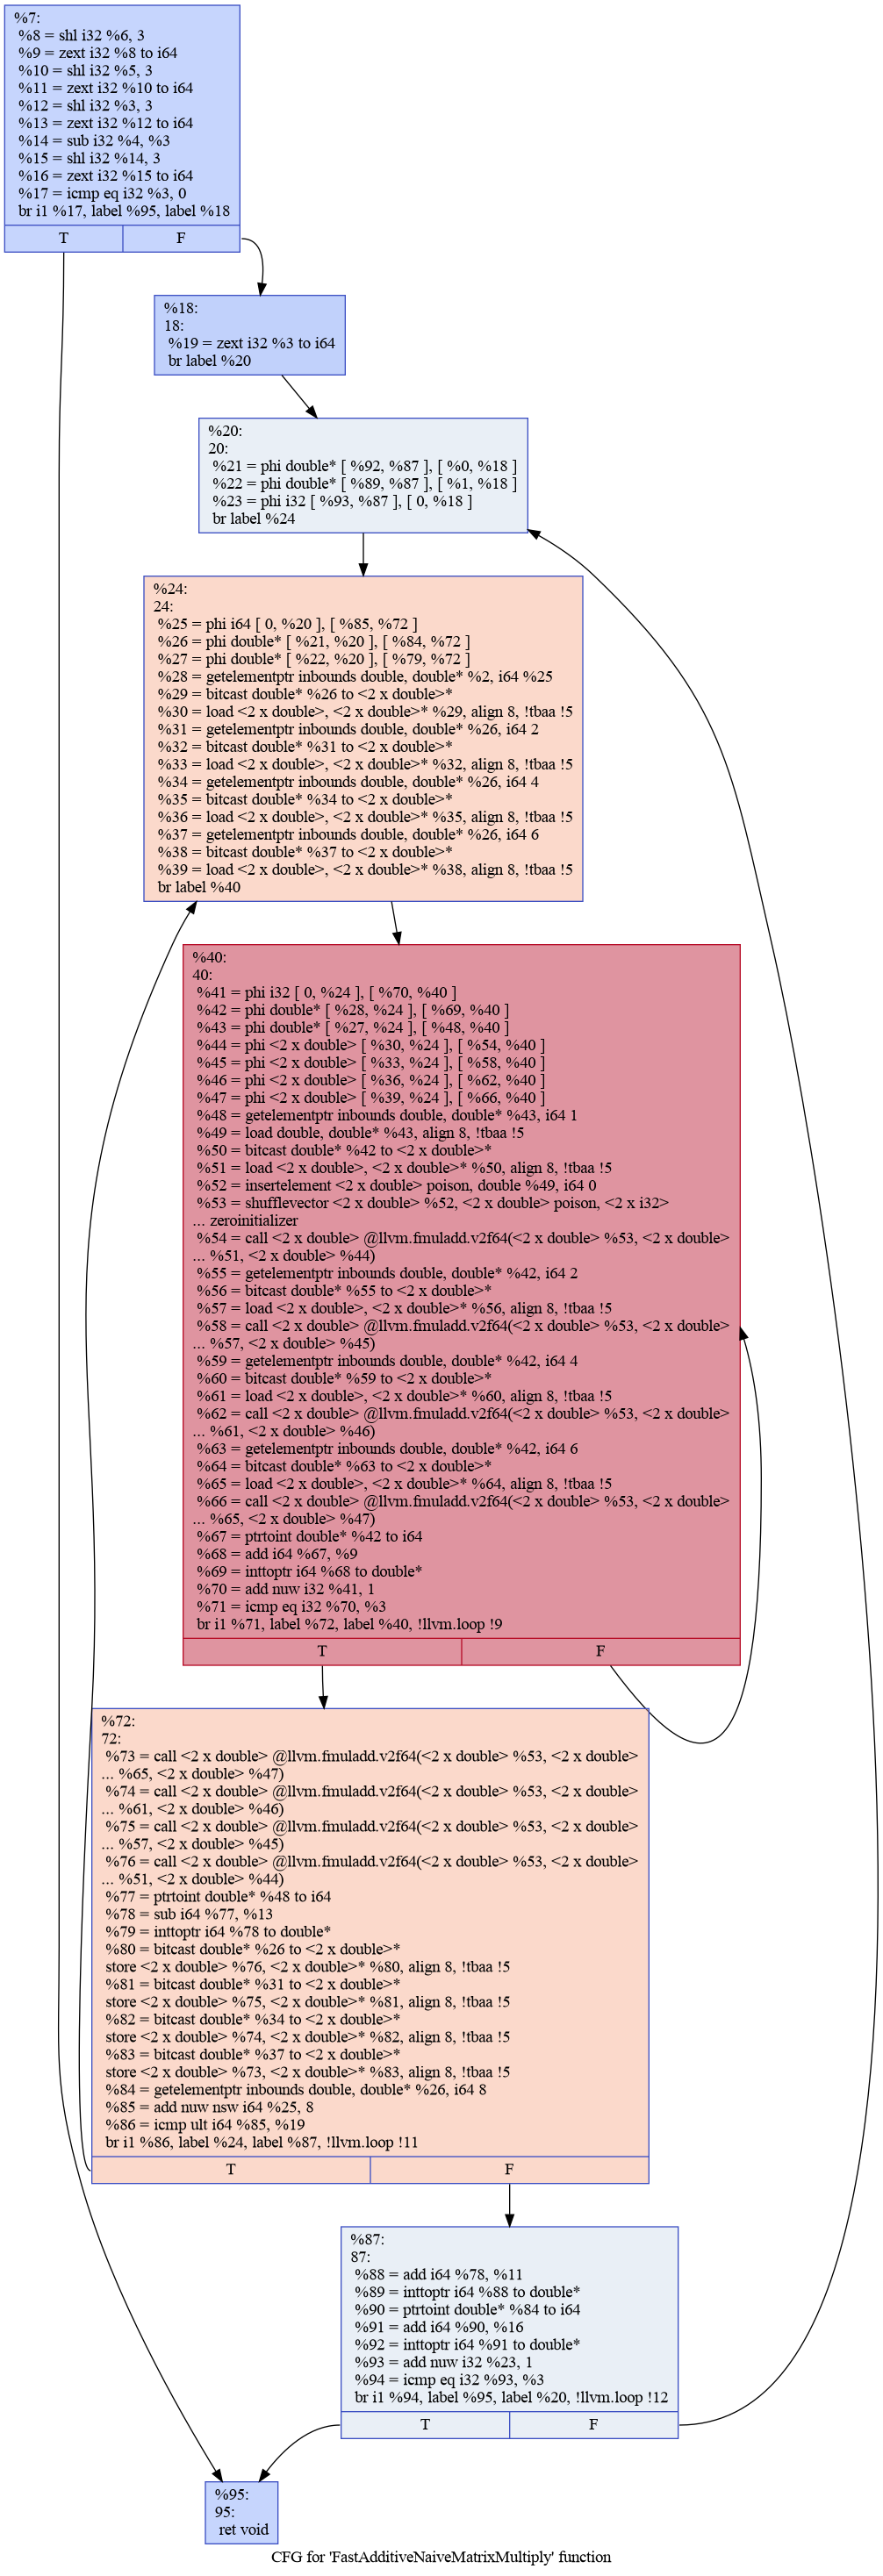 %7:
%8 = shl i32 %6, 3
%9 = zext i32 %8 to i64
%10 = shl i32 %5, 3
%11 = zext i32 %10 to i64
%12 = shl i32 %3, 3
%13 = zext i32 %12 to i64
%14 = sub i32 %4, %3
%15 = shl i32 %14, 3
%16 = zext i32 %15 to i64
%17 = icmp eq i32 %3, 0
br i1 %17, label %95, label %18
T F
%18:
18:
%19 = zext i32 %3 to i64
br label %20
%20:
20:
%21 = phi double* [ %92, %87 ], [ %0, %18 ]
%22 = phi double* [ %89, %87 ], [ %1, %18 ]
%23 = phi i32 [ %93, %87 ], [ 0, %18 ]
br label %24
%24:
24:
%25 = phi i64 [ 0, %20 ], [ %85, %72 ]
%26 = phi double* [ %21, %20 ], [ %84, %72 ]
%27 = phi double* [ %22, %20 ], [ %79, %72 ]
%28 = getelementptr inbounds double, double* %2, i64 %25
%29 = bitcast double* %26 to <2 x double>*
%30 = load <2 x double>, <2 x double>* %29, align 8, !tbaa !5
%31 = getelementptr inbounds double, double* %26, i64 2
%32 = bitcast double* %31 to <2 x double>*
%33 = load <2 x double>, <2 x double>* %32, align 8, !tbaa !5
%34 = getelementptr inbounds double, double* %26, i64 4
%35 = bitcast double* %34 to <2 x double>*
%36 = load <2 x double>, <2 x double>* %35, align 8, !tbaa !5
%37 = getelementptr inbounds double, double* %26, i64 6
%38 = bitcast double* %37 to <2 x double>*
%39 = load <2 x double>, <2 x double>* %38, align 8, !tbaa !5
br label %40
%40:
40:
%41 = phi i32 [ 0, %24 ], [ %70, %40 ]
%42 = phi double* [ %28, %24 ], [ %69, %40 ]
%43 = phi double* [ %27, %24 ], [ %48, %40 ]
%44 = phi <2 x double> [ %30, %24 ], [ %54, %40 ]
%45 = phi <2 x double> [ %33, %24 ], [ %58, %40 ]
%46 = phi <2 x double> [ %36, %24 ], [ %62, %40 ]
%47 = phi <2 x double> [ %39, %24 ], [ %66, %40 ]
%48 = getelementptr inbounds double, double* %43, i64 1
%49 = load double, double* %43, align 8, !tbaa !5
%50 = bitcast double* %42 to <2 x double>*
%51 = load <2 x double>, <2 x double>* %50, align 8, !tbaa !5
%52 = insertelement <2 x double> poison, double %49, i64 0
%53 = shufflevector <2 x double> %52, <2 x double> poison, <2 x i32>
... zeroinitializer
%54 = call <2 x double> @llvm.fmuladd.v2f64(<2 x double> %53, <2 x double>
... %51, <2 x double> %44)
%55 = getelementptr inbounds double, double* %42, i64 2
%56 = bitcast double* %55 to <2 x double>*
%57 = load <2 x double>, <2 x double>* %56, align 8, !tbaa !5
%58 = call <2 x double> @llvm.fmuladd.v2f64(<2 x double> %53, <2 x double>
... %57, <2 x double> %45)
%59 = getelementptr inbounds double, double* %42, i64 4
%60 = bitcast double* %59 to <2 x double>*
%61 = load <2 x double>, <2 x double>* %60, align 8, !tbaa !5
%62 = call <2 x double> @llvm.fmuladd.v2f64(<2 x double> %53, <2 x double>
... %61, <2 x double> %46)
%63 = getelementptr inbounds double, double* %42, i64 6
%64 = bitcast double* %63 to <2 x double>*
%65 = load <2 x double>, <2 x double>* %64, align 8, !tbaa !5
%66 = call <2 x double> @llvm.fmuladd.v2f64(<2 x double> %53, <2 x double>
... %65, <2 x double> %47)
%67 = ptrtoint double* %42 to i64
%68 = add i64 %67, %9
%69 = inttoptr i64 %68 to double*
%70 = add nuw i32 %41, 1
%71 = icmp eq i32 %70, %3
br i1 %71, label %72, label %40, !llvm.loop !9
T F
%72:
72:
%73 = call <2 x double> @llvm.fmuladd.v2f64(<2 x double> %53, <2 x double>
... %65, <2 x double> %47)
%74 = call <2 x double> @llvm.fmuladd.v2f64(<2 x double> %53, <2 x double>
... %61, <2 x double> %46)
%75 = call <2 x double> @llvm.fmuladd.v2f64(<2 x double> %53, <2 x double>
... %57, <2 x double> %45)
%76 = call <2 x double> @llvm.fmuladd.v2f64(<2 x double> %53, <2 x double>
... %51, <2 x double> %44)
%77 = ptrtoint double* %48 to i64
%78 = sub i64 %77, %13
%79 = inttoptr i64 %78 to double*
%80 = bitcast double* %26 to <2 x double>*
store <2 x double> %76, <2 x double>* %80, align 8, !tbaa !5
%81 = bitcast double* %31 to <2 x double>*
store <2 x double> %75, <2 x double>* %81, align 8, !tbaa !5
%82 = bitcast double* %34 to <2 x double>*
store <2 x double> %74, <2 x double>* %82, align 8, !tbaa !5
%83 = bitcast double* %37 to <2 x double>*
store <2 x double> %73, <2 x double>* %83, align 8, !tbaa !5
%84 = getelementptr inbounds double, double* %26, i64 8
%85 = add nuw nsw i64 %25, 8
%86 = icmp ult i64 %85, %19
br i1 %86, label %24, label %87, !llvm.loop !11
T F
%87:
87:
%88 = add i64 %78, %11
%89 = inttoptr i64 %88 to double*
%90 = ptrtoint double* %84 to i64
%91 = add i64 %90, %16
%92 = inttoptr i64 %91 to double*
%93 = add nuw i32 %23, 1
%94 = icmp eq i32 %93, %3
br i1 %94, label %95, label %20, !llvm.loop !12
T F
%95:
95:
ret void
CFG for 'FastAdditiveNaiveMatrixMultiply' function